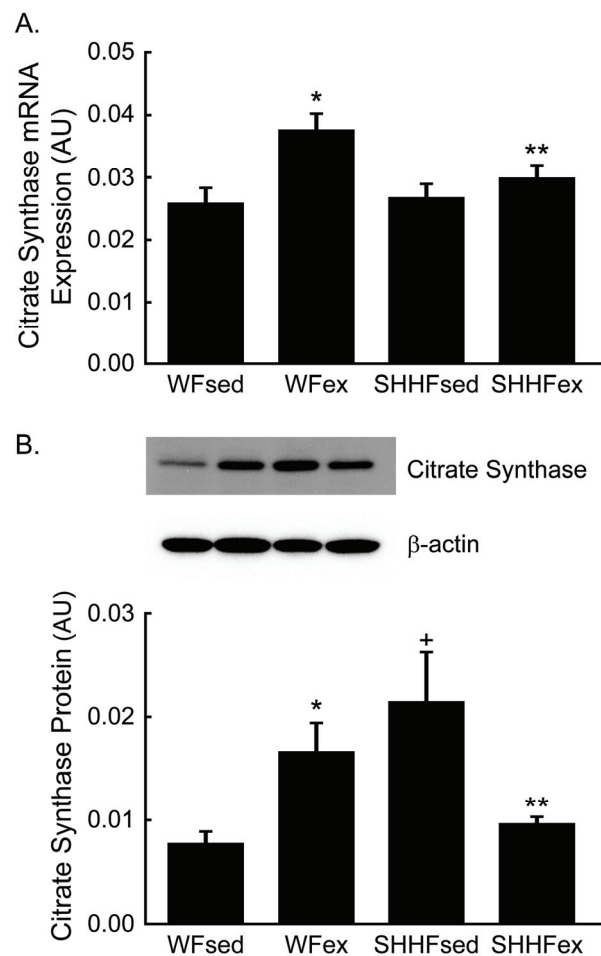 A.
Citrate Synthase mRNA
Expression (AU)
0.05
0.04
0.03
0.02
0.01
0.00
*
**
WFsed WFex SHHFsed SHHFex
B.
Citrate Synthase
β-actin
Citrate Synthase Protein (AU)
0.03
0.02
0.01
0.00
*
+
**
WFsed WFex SHHFsed SHHFex